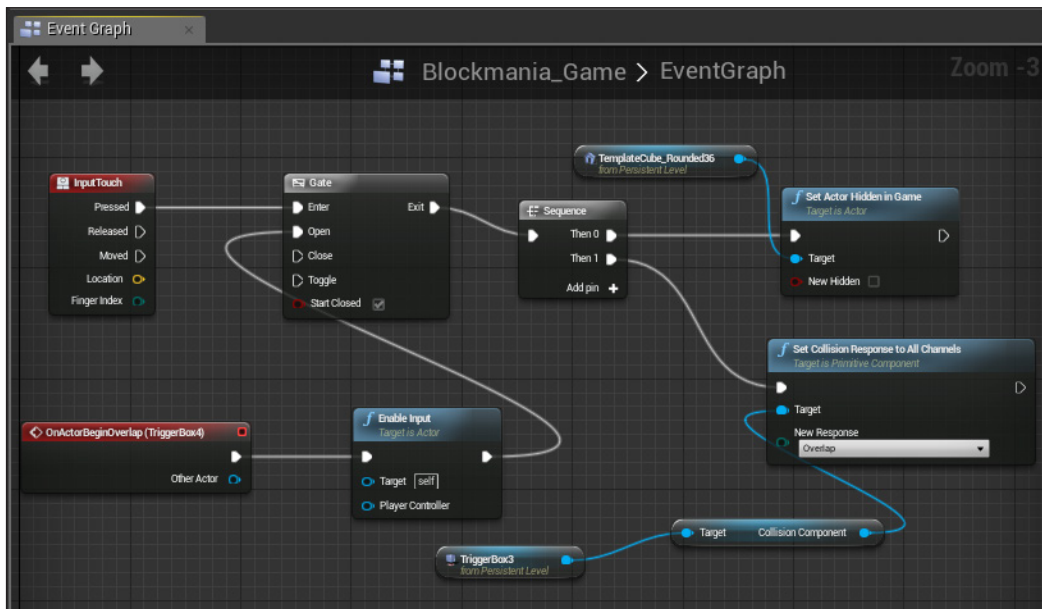 Event Graph
Blockmania_Game > EventGraph
Zoom -3
TemplateCube_Rounded36
from Persistent Level
InputTouch
Pressed
Released
Moved
Location
Finger Index
Gate
Enter
Exit
Open
Close
Toggle
Start Closed
Sequence
Then 0
Then 1
Add pin
Set Actor Hidden in Game
Target is Actor
Target
New Hidden
Set Collision Response to All Channels
Target is Primitive Component
Target
New Response
Overlap
OnActorBeginOverlap (TriggerBox4)
Other Actor
Enable Input
Target is Actor
Target self
Player Controller
Target Collision Component
TriggerBox3
from Persistent Level